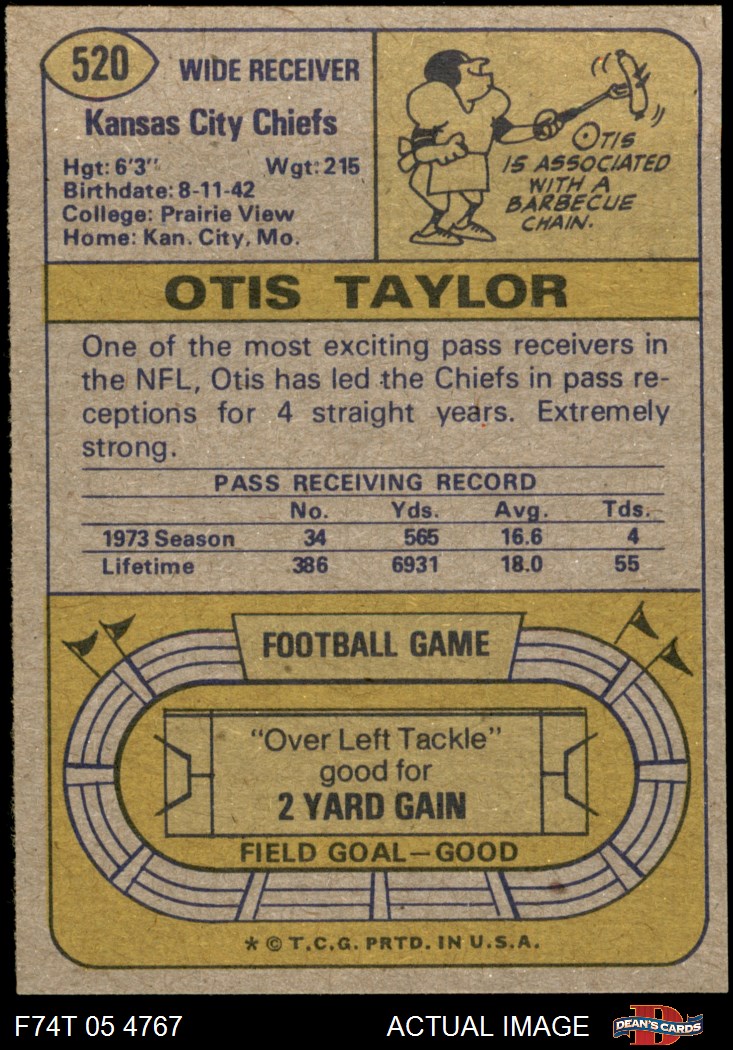 520
WIDE RECEIVER
Kansas City Chiefs
Hgt: 6'3" Wgt: 215
Birthdate: 8-11-42
College: Prairie View
Home: Kan. City, Mo.
OTIS
IS ASSOCIATED
WITH A
BARBECUE
CHAIN.
OTIS TAYLOR
One of the most exciting pass receivers in
the NFL, Otis has led the Chiefs in pass re-
ceptions for 4 straight years. Extremely
strong.
PASS RECEIVING RECORD
No. Yds. Avg. Tds.
1973 Season 34 565 16.6 4
Lifetime 386 6931 18.0 55
FOOTBALL GAME
"Over Left Tackle"
good for
2 YARD GAIN
FIELD GOAL—GOOD
* © T.C.G. PRTD. IN U.S.A.
F74T 05 4767 ACTUAL IMAGE
D
DEAN'S CARDS